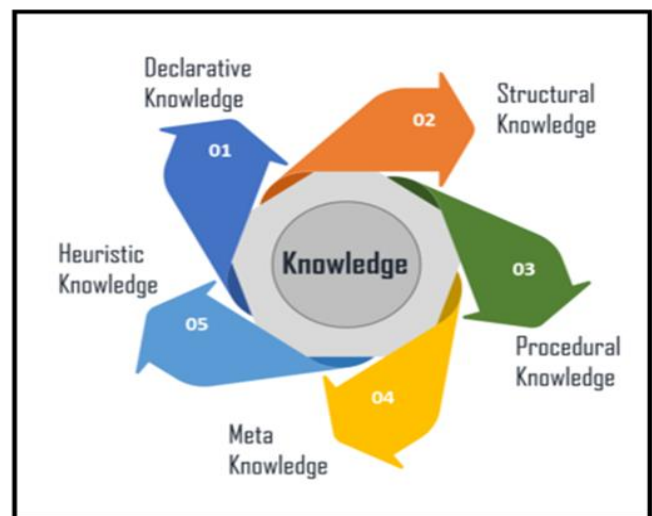 Declarative
Knowledge
01
02
Structural
Knowledge
Knowledge
03
Procedural
Knowledge
04
Meta
Knowledge
05
Heuristic
Knowledge